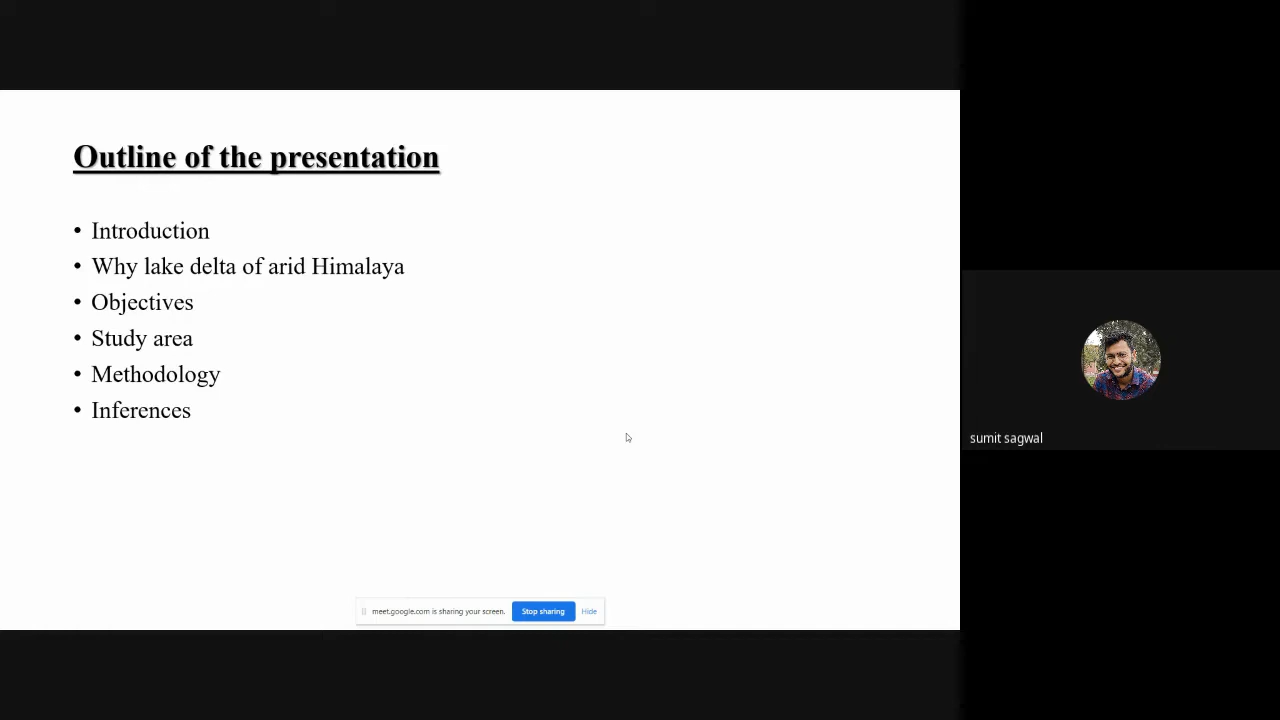 Outline of the presentation
• Introduction
• Why lake delta of arid Himalaya
• Objectives
• Study area
• Methodology
• Inferences
sumit sagwal
meet.google.com is sharing your screen. Stop sharing Hide